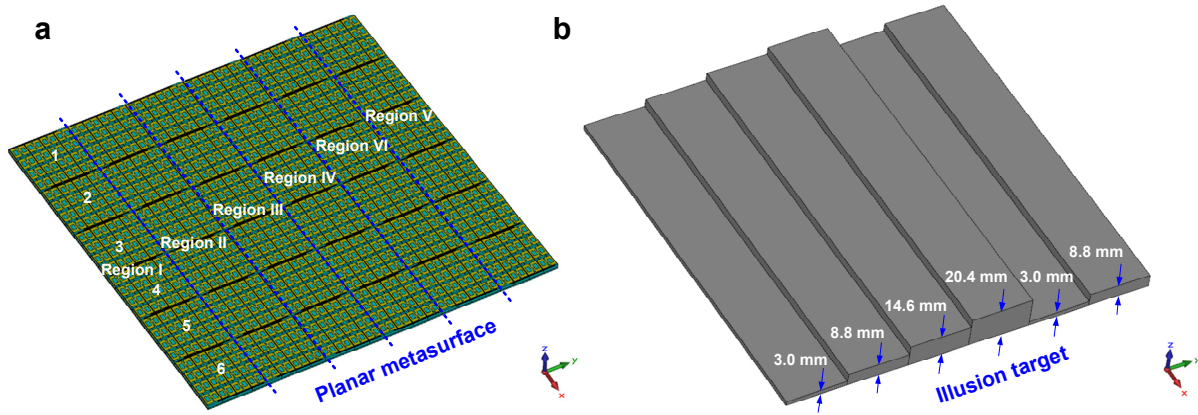 a
1
2
3
4
5
6
Region I
Region II
Region III
Region IV
Region VI
Region V
Planar metasurface
z
y
x
b
3.0 mm
8.8 mm
14.6 mm
20.4 mm
3.0 mm
8.8 mm
Illusion target
z
Y
x